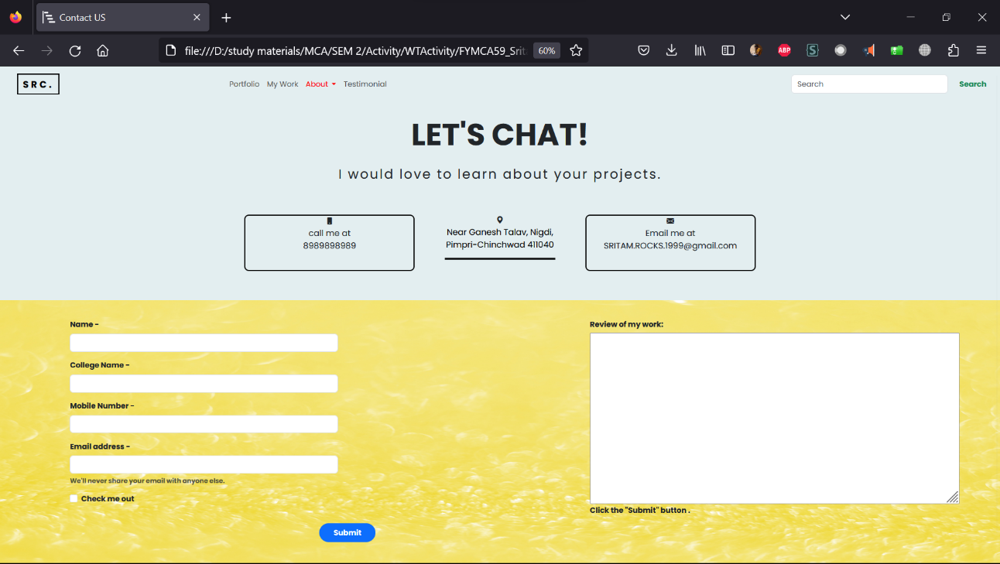 Contact US
file:///D:/study materials/MCA/SEM 2/Activity/WTActivity/FYMCA59_Srita
60%
ABP
S
SRC.
Portfolio My Work About Testimonial
Search Search
LET'S CHAT!
I would love to learn about your projects.
call me at
8989898989
Near Ganesh Talav, Nigdi,
Pimpri-Chinchwad 411040
Email me at
SRITAM.ROCKS.1999@gmail.com
Name -
College Name -
Mobile Number -
Email address -
We'll never share your email with anyone else.
Check me out
Review of my work:
Click the "Submit" button .
Submit